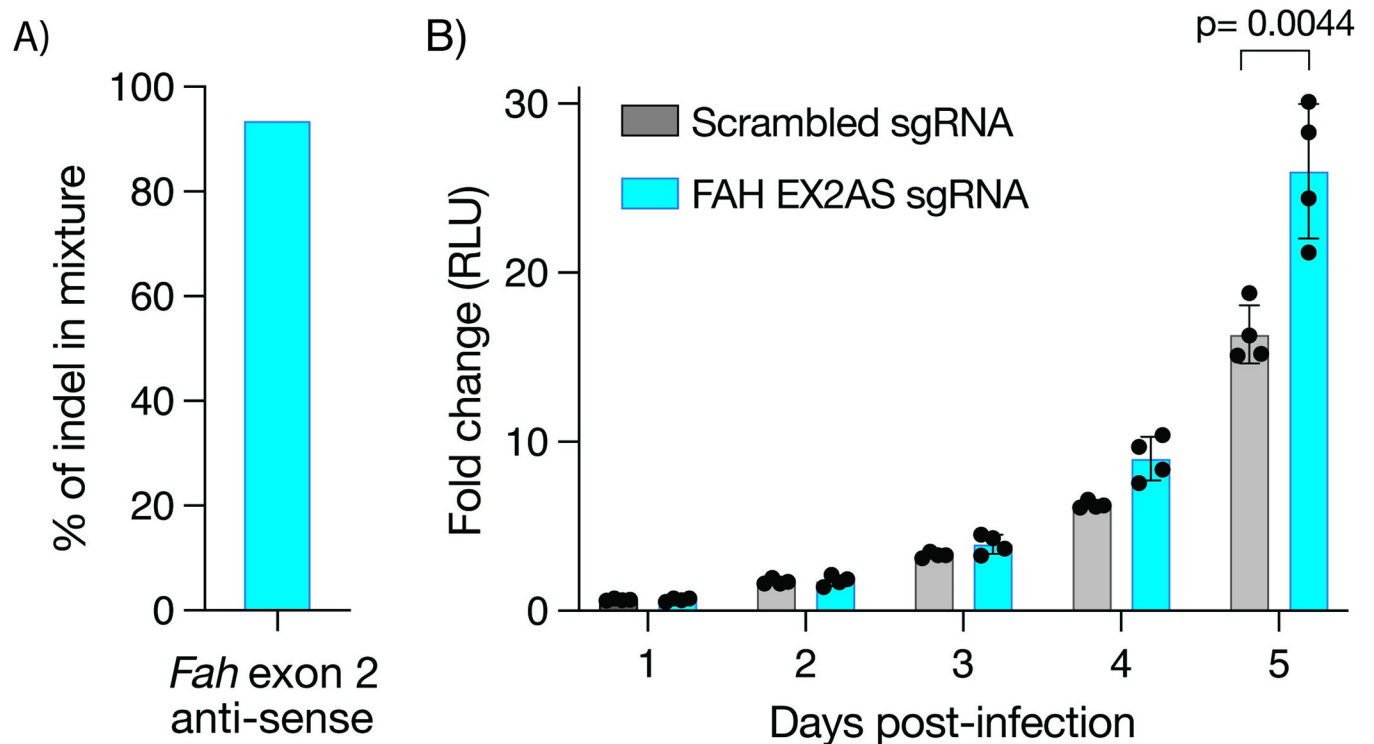 A)
% of indel in mixture
100
80
60
40
20
0
Fah exon 2
anti-sense
B)
p= 0.0044
Fold change (RLU)
30
20
10
0
Scrambled sgRNA
FAH EX2AS sgRNA
1 2 3 4 5
Days post-infection